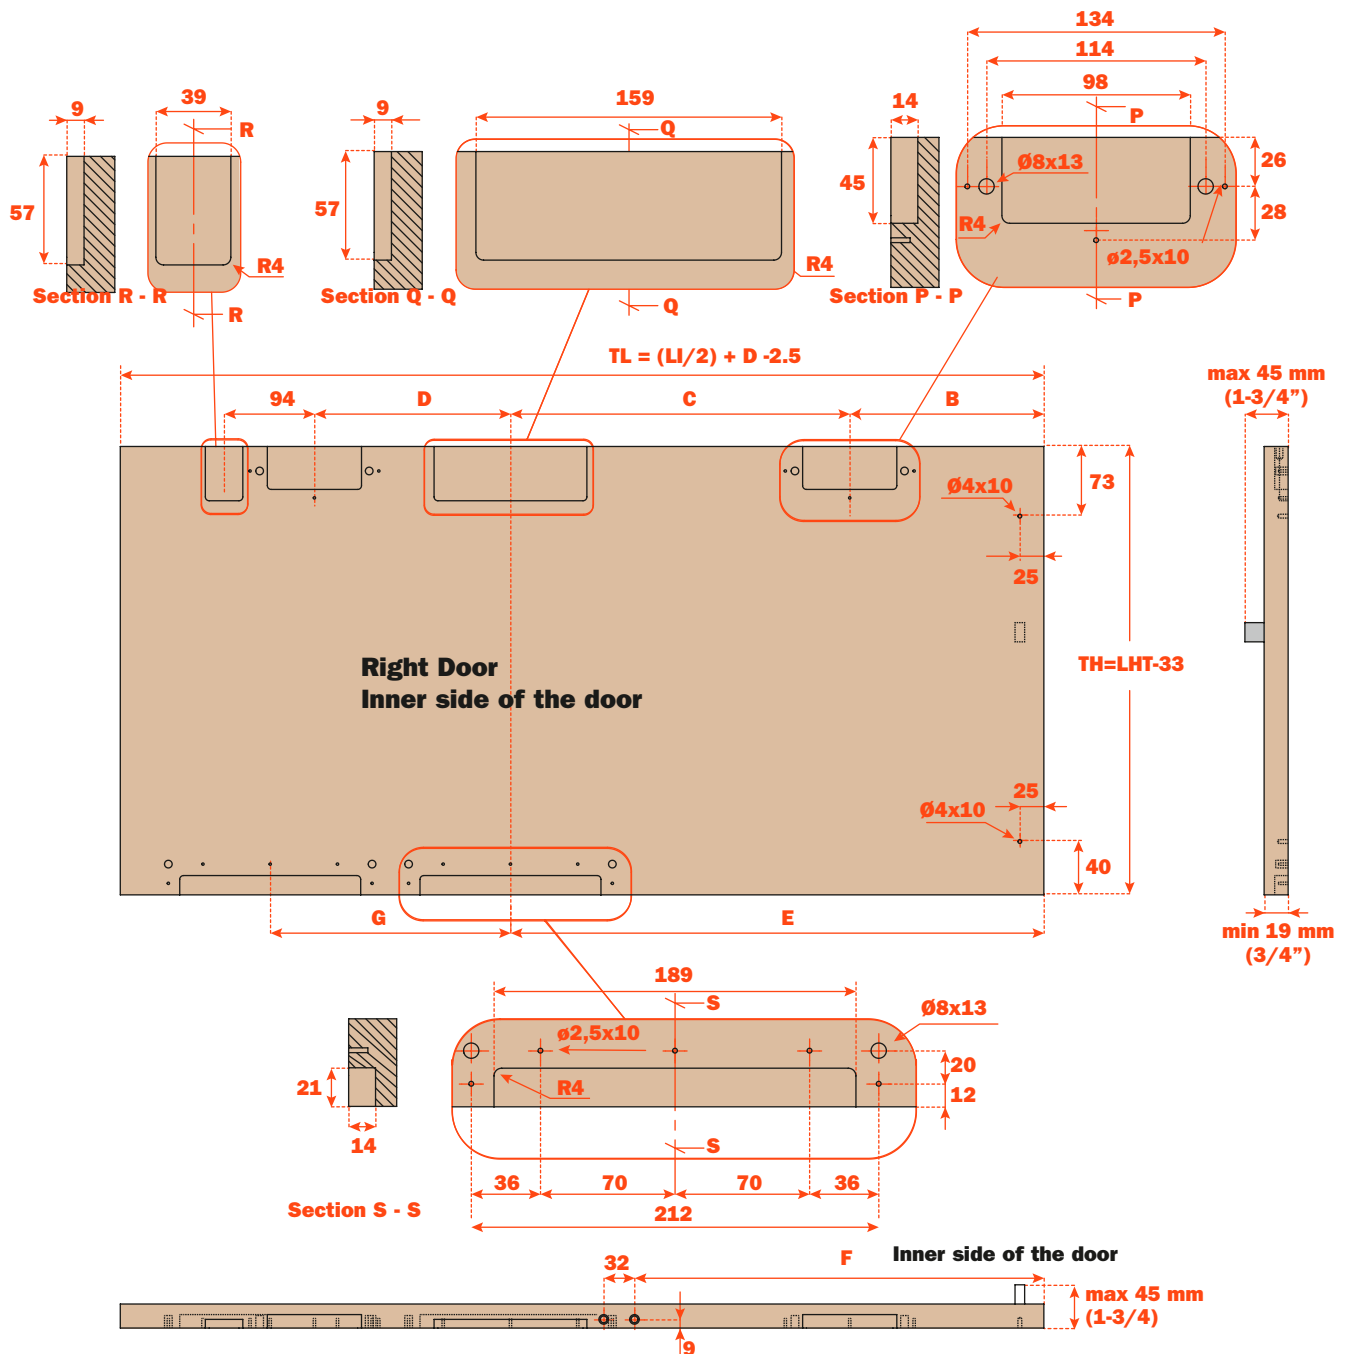 134
114
98
39
159
9
9
14
R
Q
P
57
57
45
Ø8x13
26
28
R4
R4
R4
R4
ø2,5x10
Section R - R
Section Q - Q
Section P - P
R
Q
P
TL = (LI/2) + D -2.5
94
D
C
B
max 45 mm
(1-3/4”)
Ø4x10
73
25
Right Door
Inner side of the door
TH=LHT-33
25
Ø4x10
40
G
E
min 19 mm
(3/4”)
189
S
Ø8x13
ø2,5x10
20
21
R4
12
14
S
36
70
70
36
Section S - S
212
32
F
Inner side of the door
max 45 mm
(1-3/4)
9